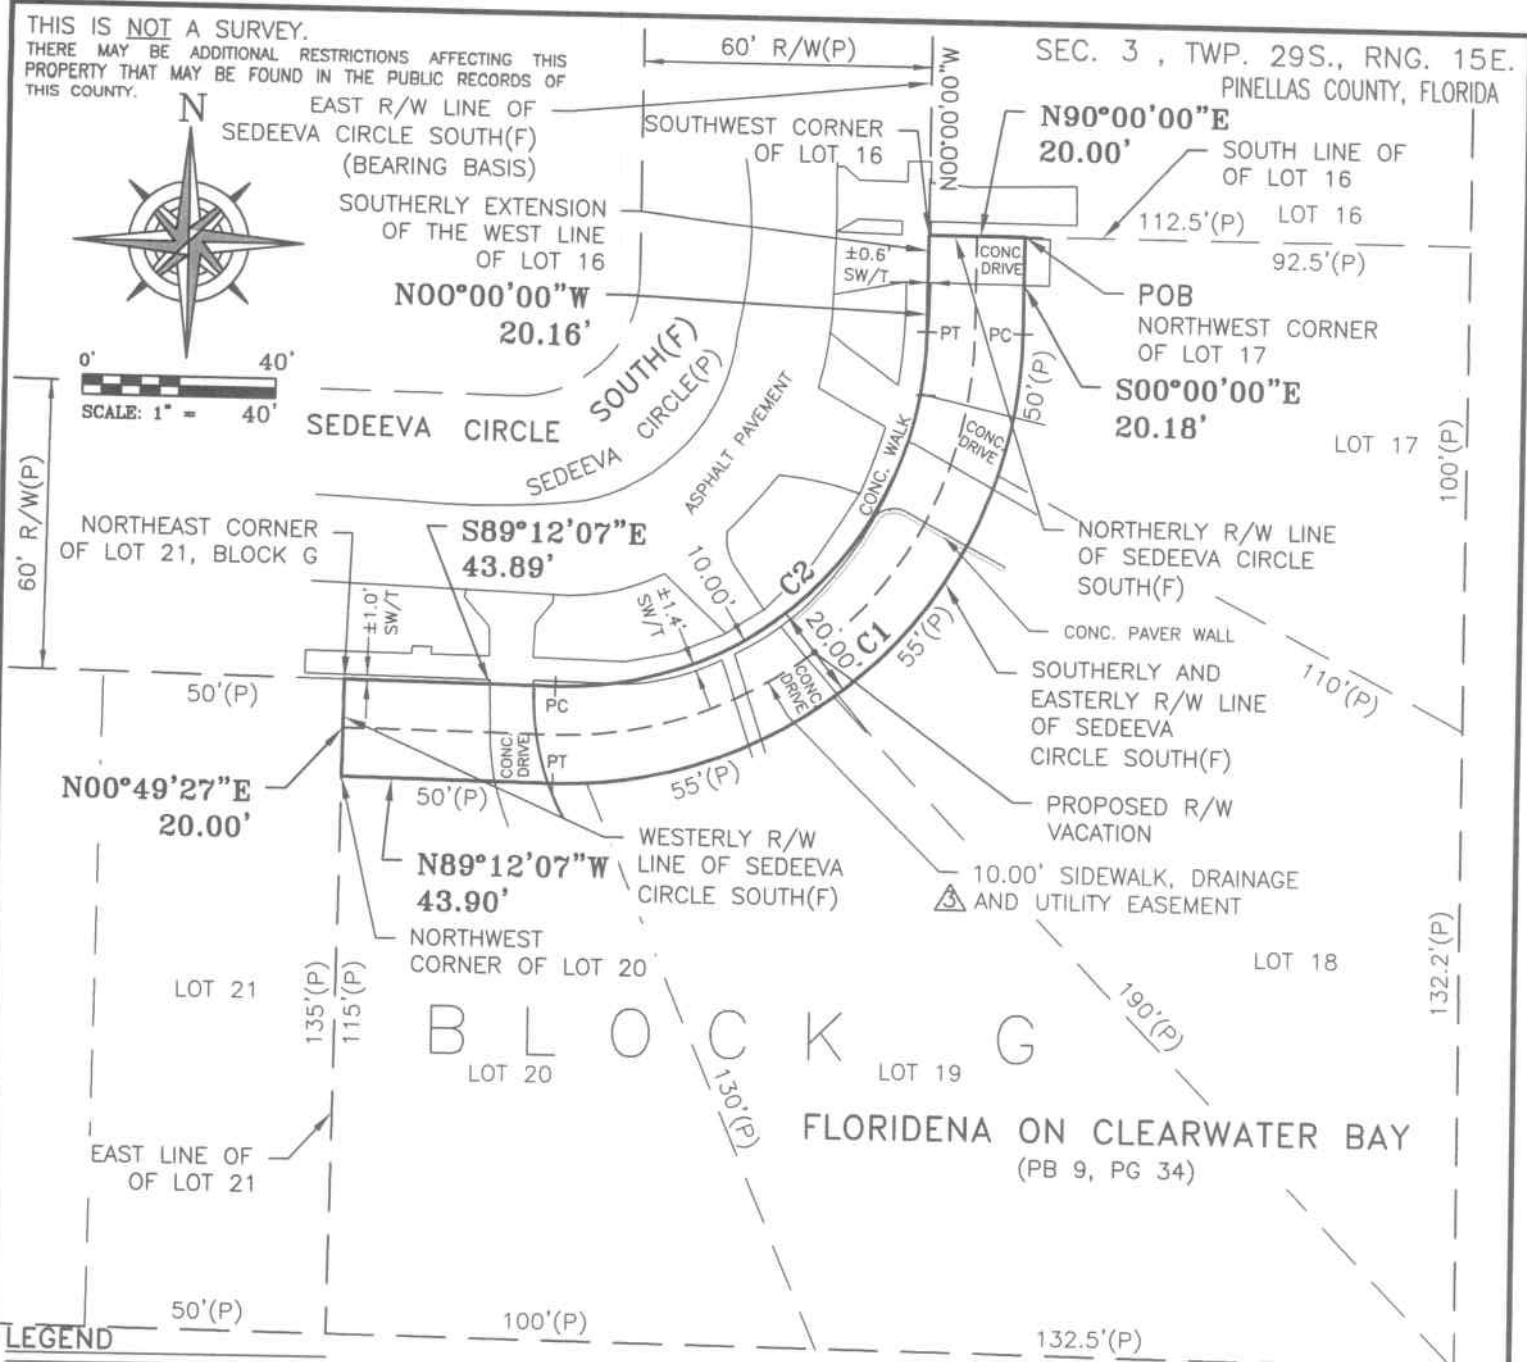 THIS IS NOT A SURVEY.
THERE MAY BE ADDITIONAL RESTRICTIONS AFFECTING THIS
PROPERTY THAT MAY BE FOUND IN THE PUBLIC RECORDS OF
THIS COUNTY.
60' R/W(P)
SEC. 3 , TWP. 29S., RNG. 15E.
PINELLAS COUNTY, FLORIDA
N
EAST R/W LINE OF
SEDEEVA CIRCLE SOUTH(F)
(BEARING BASIS)
N00°00'00"W
SOUTHWEST CORNER
OF LOT 16
N90°00'00"E
20.00'
SOUTH LINE OF
OF LOT 16
SOUTHERLY EXTENSION
OF THE WEST LINE
OF LOT 16
112.5'(P)
LOT 16
92.5'(P)
±0.6'
SW/T
CONC.
DRIVE
N00°00'00"W
20.16'
POB
NORTHWEST CORNER
OF LOT 17
PT
PC
S00°00'00"E
20.18'
50'(P)
0'
40'
SCALE: 1" = 40'
SEDEEVA CIRCLE SOUTH(F)
SEDEEVA CIRCLE(P)
ASPHALT PAVEMENT
CONC. WALK
CONC.
DRIVE
LOT 17
100'(P)
60' R/W(P)
NORTHEAST CORNER
OF LOT 21, BLOCK G
S89°12'07"E
43.89'
NORTHERLY R/W LINE
OF SEDEEVA CIRCLE
SOUTH(F)
±1.0'
SW/T
±1.4'
SW/T
10.00'
C2
20.00'
C1
55'(P)
CONC. PAVER WALL
SOUTHERLY AND
EASTERLY R/W LINE
OF SEDEEVA
CIRCLE SOUTH(F)
110'(P)
50'(P)
PC
CONC.
DRIVE
PT
CONC.
DRIVE
N00°49'27"E
20.00'
50'(P)
55'(P)
PROPOSED R/W
VACATION
WESTERLY R/W
LINE OF SEDEEVA
CIRCLE SOUTH(F)
N89°12'07"W
43.90'
10.00' SIDEWALK, DRAINAGE
3 AND UTILITY EASEMENT
NORTHWEST
CORNER OF LOT 20
LOT 21
135'(P)
115'(P)
LOT 18
132.2'(P)
190'(P)
BLOCK G
LOT 20
LOT 19
130'(P)
FLORIDENA ON CLEARWATER BAY
(PB 9, PG 34)
EAST LINE OF
OF LOT 21
50'(P)
100'(P)
132.5'(P)
LEGEND